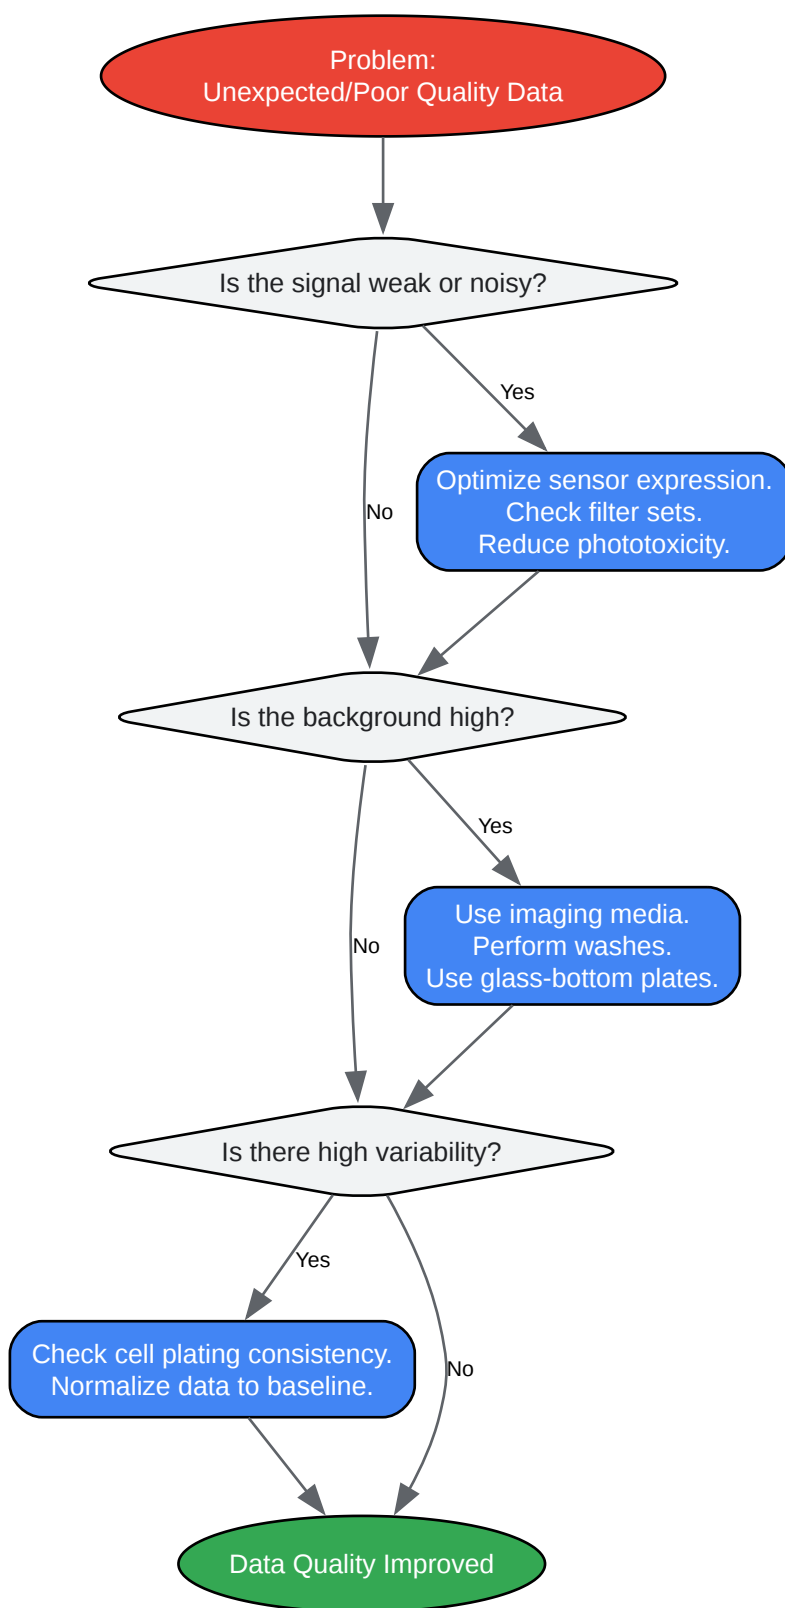 Problem:
Unexpected/Poor Quality Data
Is the signal weak or noisy?
Yes
Optimize sensor expression.
Check filter sets.
Reduce phototoxicity.
No
Is the background high?
Yes
Use imaging media.
Perform washes.
Use glass-bottom plates.
No
Is there high variability?
Yes
Check cell plating consistency.
Normalize data to baseline.
No
Data Quality Improved